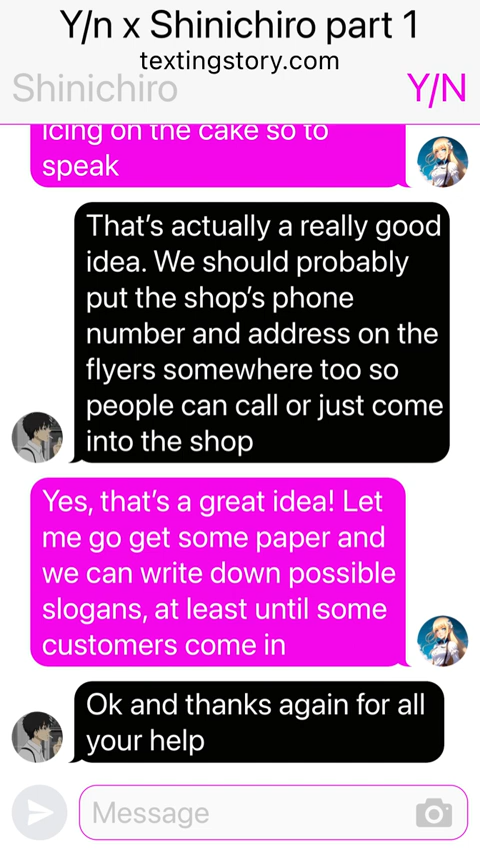 Y/n x Shinichiro part 1
textingstory.com
Shinichiro
Y/N
icing on the cake so to
speak
That's actually a really good
idea. We should probably
put the shop's phone
number and address on the
flyers somewhere too so
people can call or just come
into the shop
Yes, that's a great idea! Let
me go get some paper and
we can write down possible
slogans, at least until some
customers come in
Ok and thanks again for all
your help
Message